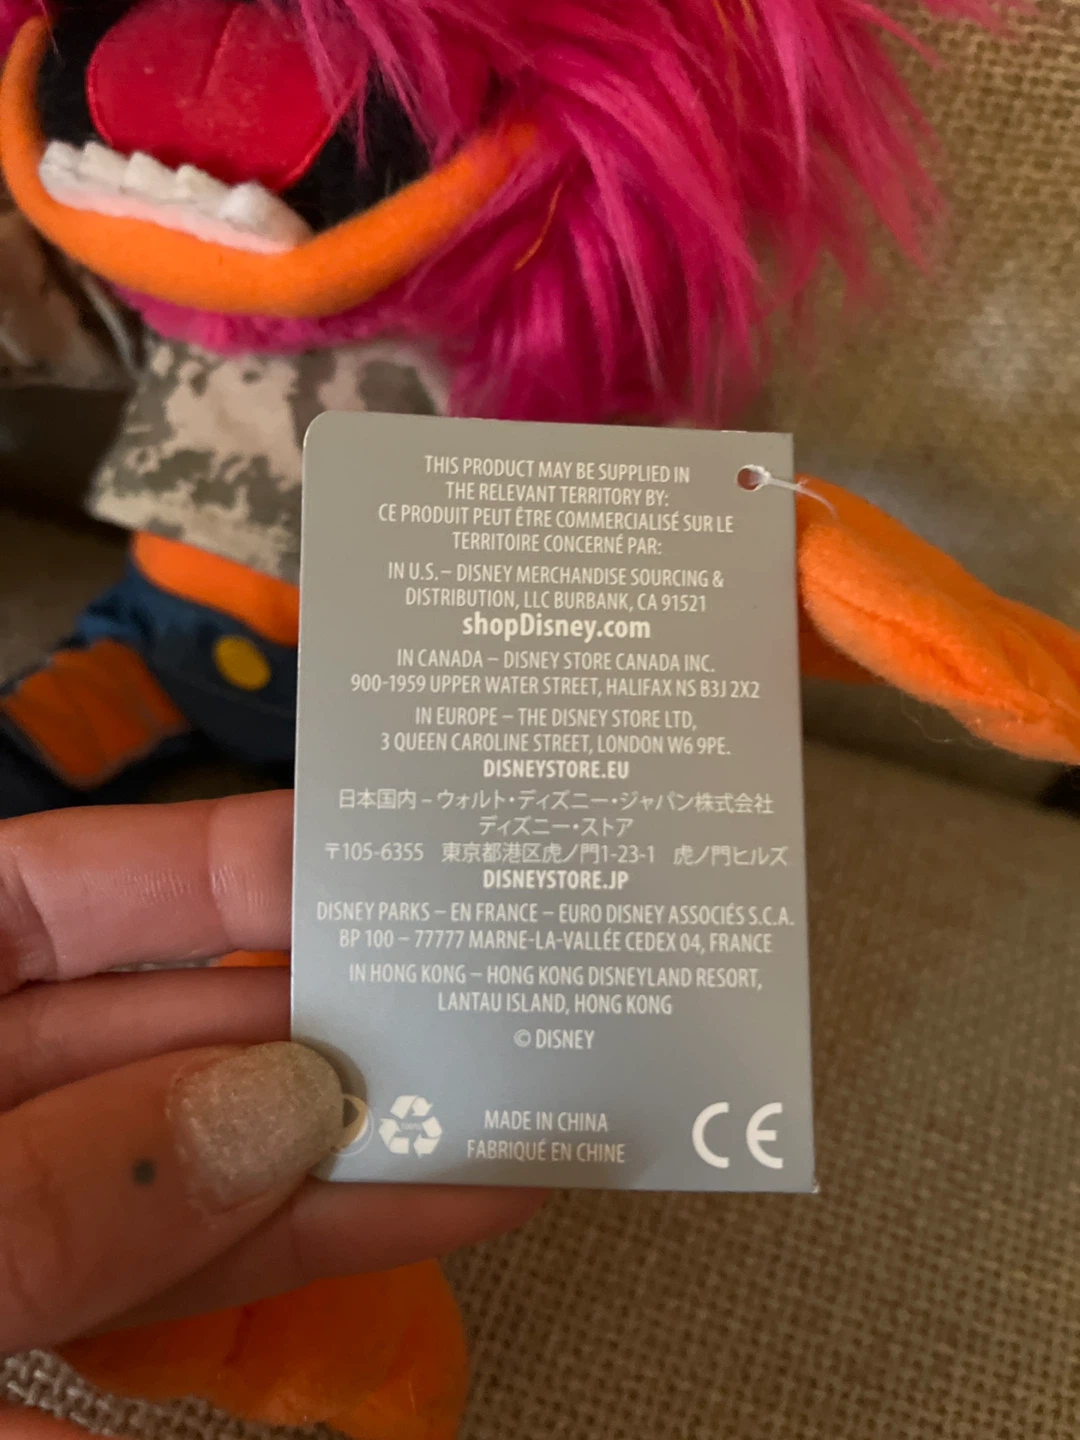 THIS PRODUCT MAY BE SUPPLIED IN
THE RELEVANT TERRITORY BY:
CE PRODUIT PEUT ÊTRE COMMERCIALISÉ SUR LE
TERRITOIRE CONCERNÉ PAR:
IN U.S. – DISNEY MERCHANDISE SOURCING &
DISTRIBUTION, LLC BURBANK, CA 91521
shopDisney.com
IN CANADA – DISNEY STORE CANADA INC.
900-1959 UPPER WATER STREET, HALIFAX NS B3J 2X2
IN EUROPE – THE DISNEY STORE LTD,
3 QUEEN CAROLINE STREET, LONDON W6 9PE.
DISNEYSTORE.EU
日本国内 – ウォルト・ディズニー・ジャパン株式会社
ディズニー・ストア
〒105-6355 東京都港区虎ノ門1-23-1 虎ノ門ヒルズ
DISNEYSTORE.JP
DISNEY PARKS – EN FRANCE – EURO DISNEY ASSOCIÉS S.C.A.
BP 100 – 77777 MARNE-LA-VALLÉE CEDEX 04, FRANCE
IN HONG KONG – HONG KONG DISNEYLAND RESORT,
LANTAU ISLAND, HONG KONG
© DISNEY
MADE IN CHINA
FABRIQUÉ EN CHINE
CE